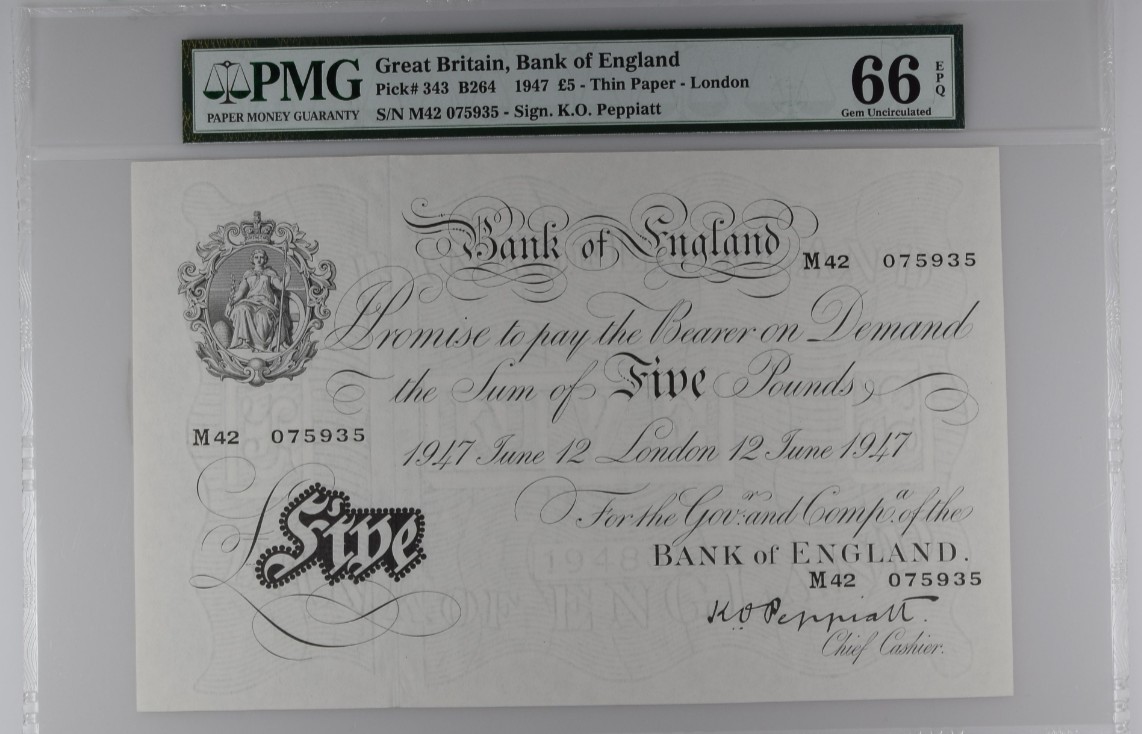 PMG
PAPER MONEY GUARANTY
Great Britain, Bank of England
Pick# 343 B264 1947 £5 - Thin Paper - London
S/N M42 075935 - Sign. K.O. Peppiatt
66 EPQ
Gem Uncirculated
Bank of England
M42 075935
I Promise to pay the Bearer on Demand
the Sum of Five Pounds
M42 075935
1947 June 12 London 12 June 1947
£Five
For the Govr. and Compa. of the
BANK of ENGLAND.
M42 075935
K.O Peppiatt.
Chief Cashier.
1948
OF ENG